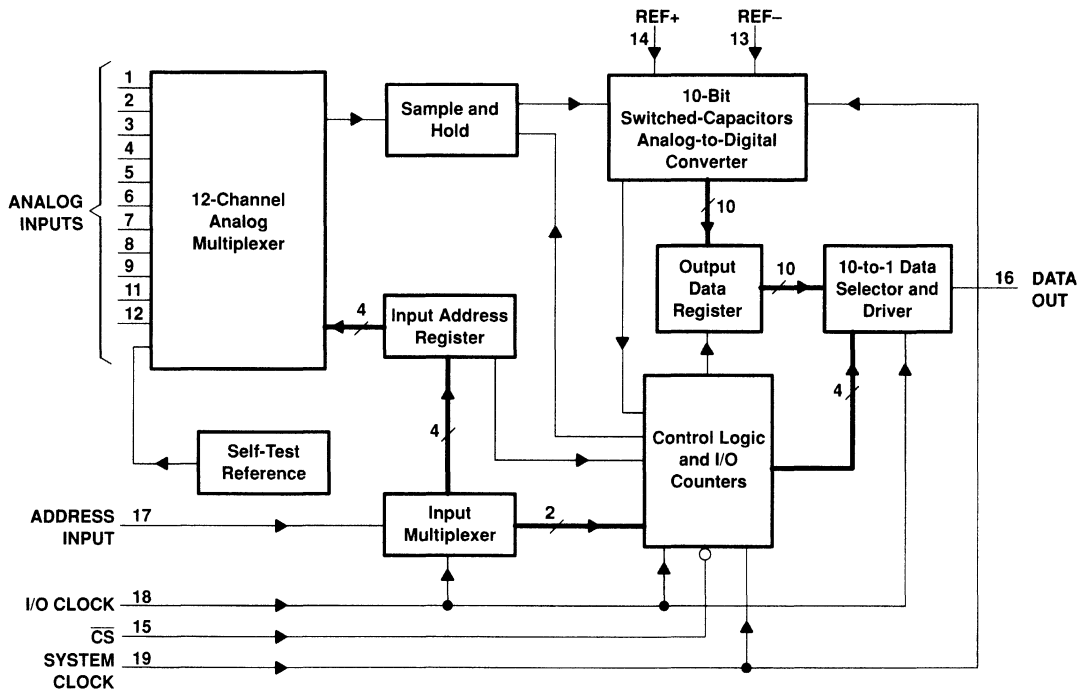 REF+
14
REF–
13
ANALOG
INPUTS
1
2
3
4
5
6
7
8
9
11
12
12-Channel
Analog
Multiplexer
Sample and
Hold
10-Bit
Switched-Capacitors
Analog-to-Digital
Converter
10
Output
Data
Register
10
10-to-1 Data
Selector and
Driver
16
DATA
OUT
4
Input Address
Register
4
4
Self-Test
Reference
Control Logic
and I/O
Counters
ADDRESS
INPUT
17
Input
Multiplexer
2
I/O CLOCK
18
C̅S̅
15
SYSTEM
CLOCK
19